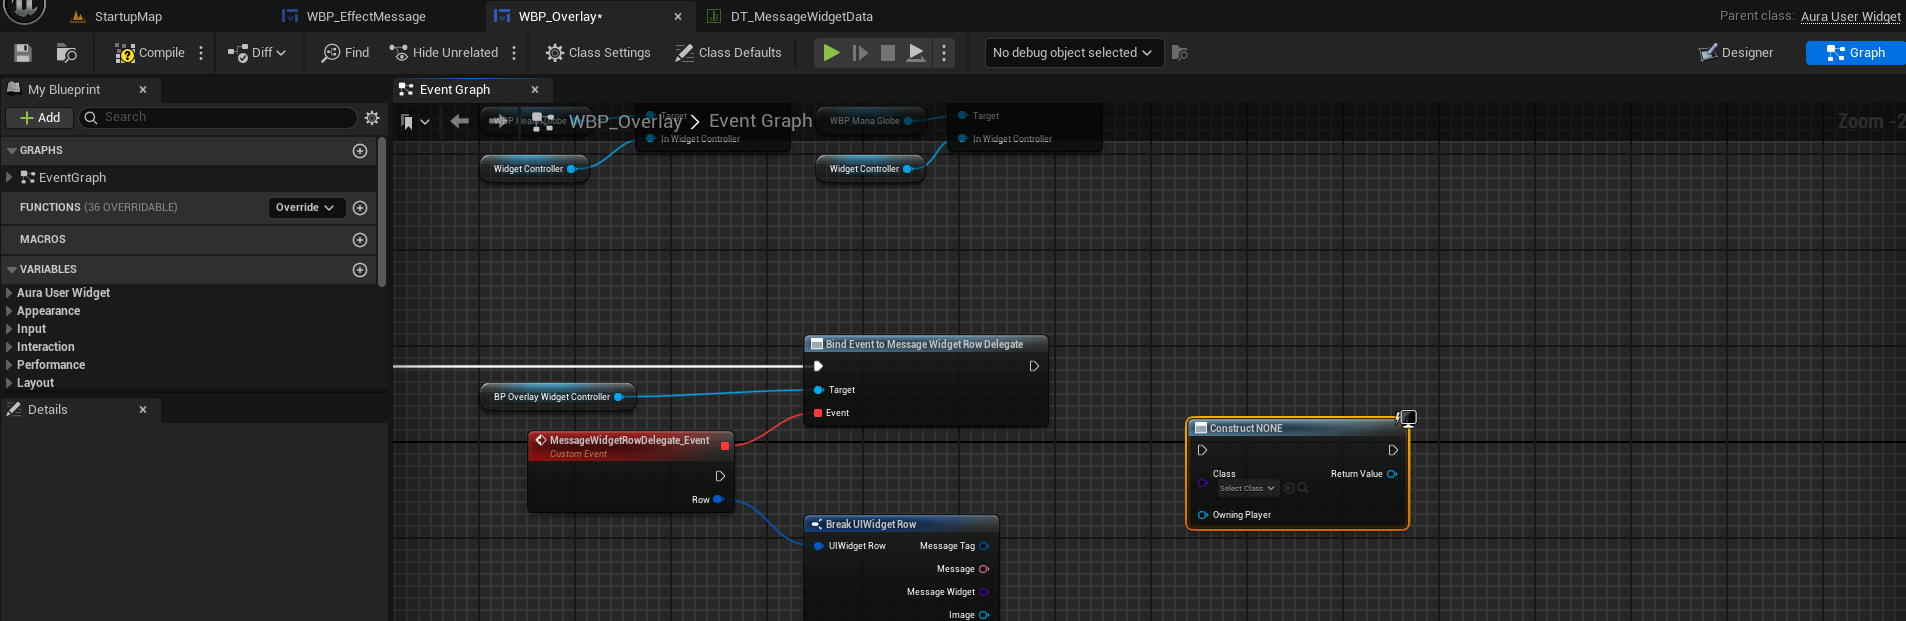 StartupMap
WBP_EffectMessage
WBP_Overlay*
DT_MessageWidgetData
Parent class: Aura User Widget
Compile
Diff
Find
Hide Unrelated
Class Settings
Class Defaults
No debug object selected
Designer
Graph
My Blueprint
Event Graph
Add
Search
WBP_Overlay > Event Graph
Zoom -2
WBP Health Globe
Target
In Widget Controller
WBP Mana Globe
Target
In Widget Controller
Widget Controller
Widget Controller
GRAPHS
EventGraph
FUNCTIONS (36 OVERRIDABLE)
Override
MACROS
VARIABLES
Aura User Widget
Appearance
Input
Interaction
Performance
Layout
Details
Bind Event to Message Widget Row Delegate
Target
Event
BP Overlay Widget Controller
MessageWidgetRowDelegate_Event
Custom Event
Row
Break UIWidget Row
UIWidget Row
Message Tag
Message
Message Widget
Image
Construct NONE
Class
Select Class
Return Value
Owning Player